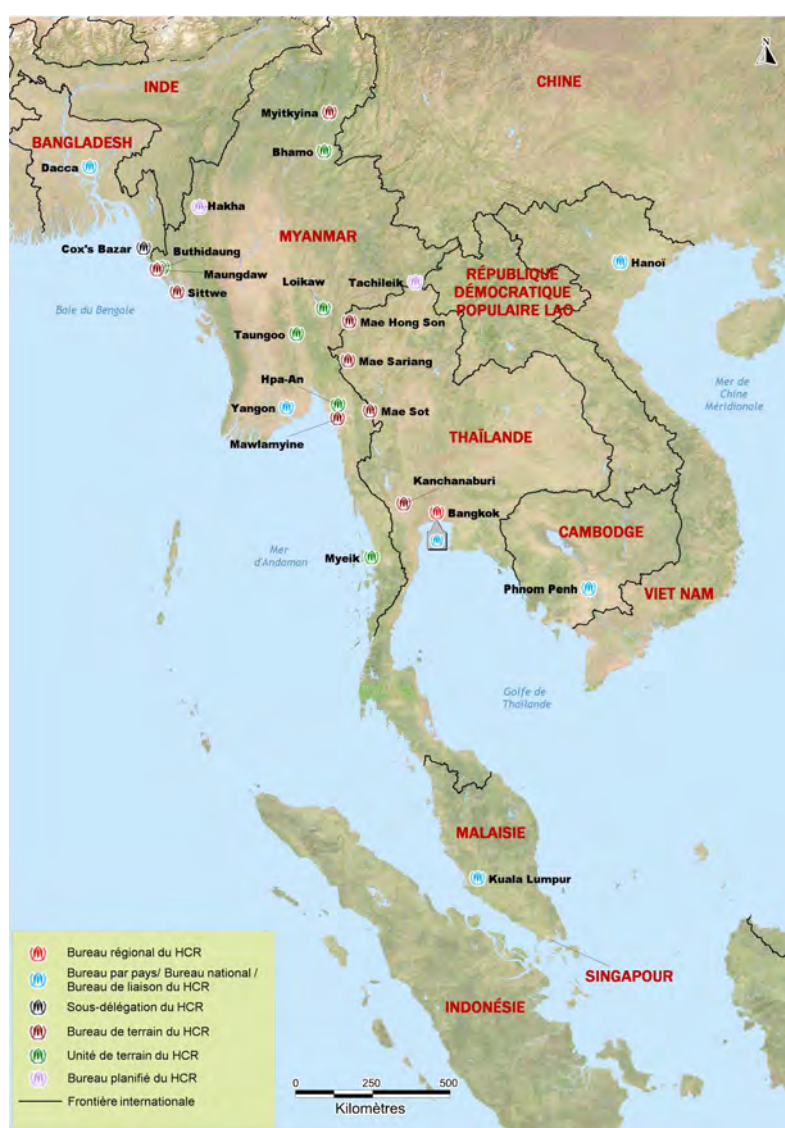 N
CHINE
INDE
Myitkyina
BANGLADESH
Bhamo
Dacca
Hakha
MYANMAR
Cox's Bazar
Buthidaung
Hanoï
Maungdaw
Loikaw
Tachileik
RÉPUBLIQUE
DÉMOCRATIQUE
POPULAIRE LAO
Sittwe
Baie du Bengale
Mae Hong Son
Taungoo
Mae Sariang
Hpa-An
Mer de
Chine
Méridionale
Yangon
Mae Sot
Mawlamyine
THAÏLANDE
Kanchanaburi
Bangkok
CAMBODGE
Mer
d'Andaman
Myeik
Phnom Penh
VIET NAM
Golfe de
Thaïlande
MALAISIE
Kuala Lumpur
SINGAPOUR
INDONÉSIE
Bureau régional du HCR
Bureau par pays/ Bureau national /
Bureau de liaison du HCR
Sous-délégation du HCR
Bureau de terrain du HCR
Unité de terrain du HCR
Bureau planifié du HCR
Frontière internationale
0 250 500
Kilomètres